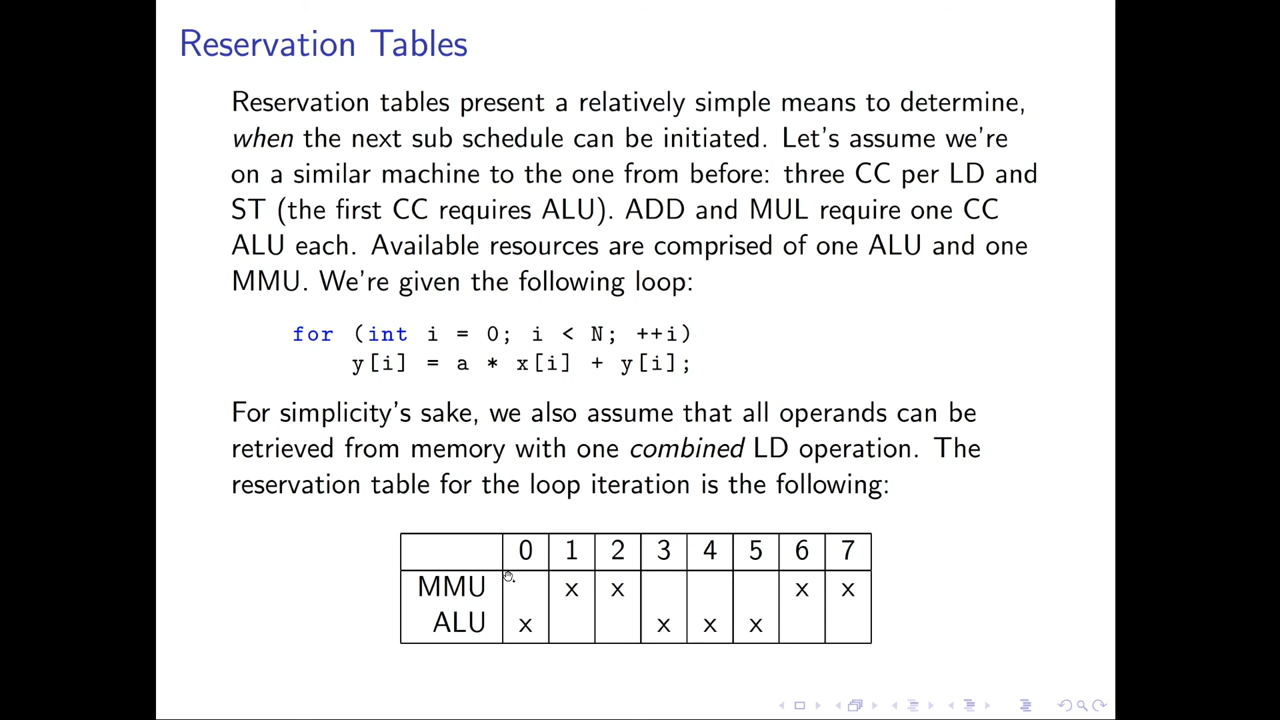 Reservation Tables
Reservation tables present a relatively simple means to determine,
when the next sub schedule can be initiated. Let's assume we're
on a similar machine to the one from before: three CC per LD and
ST (the first CC requires ALU). ADD and MUL require one CC
ALU each. Available resources are comprised of one ALU and one
MMU. We're given the following loop:
for (int i = 0; i < N; ++i)
y[i] = a * x[i] + y[i];
For simplicity's sake, we also assume that all operands can be
retrieved from memory with one combined LD operation. The
reservation table for the loop iteration is the following:
0 1 2 3 4 5 6 7
MMU x x x x
ALU x x x x